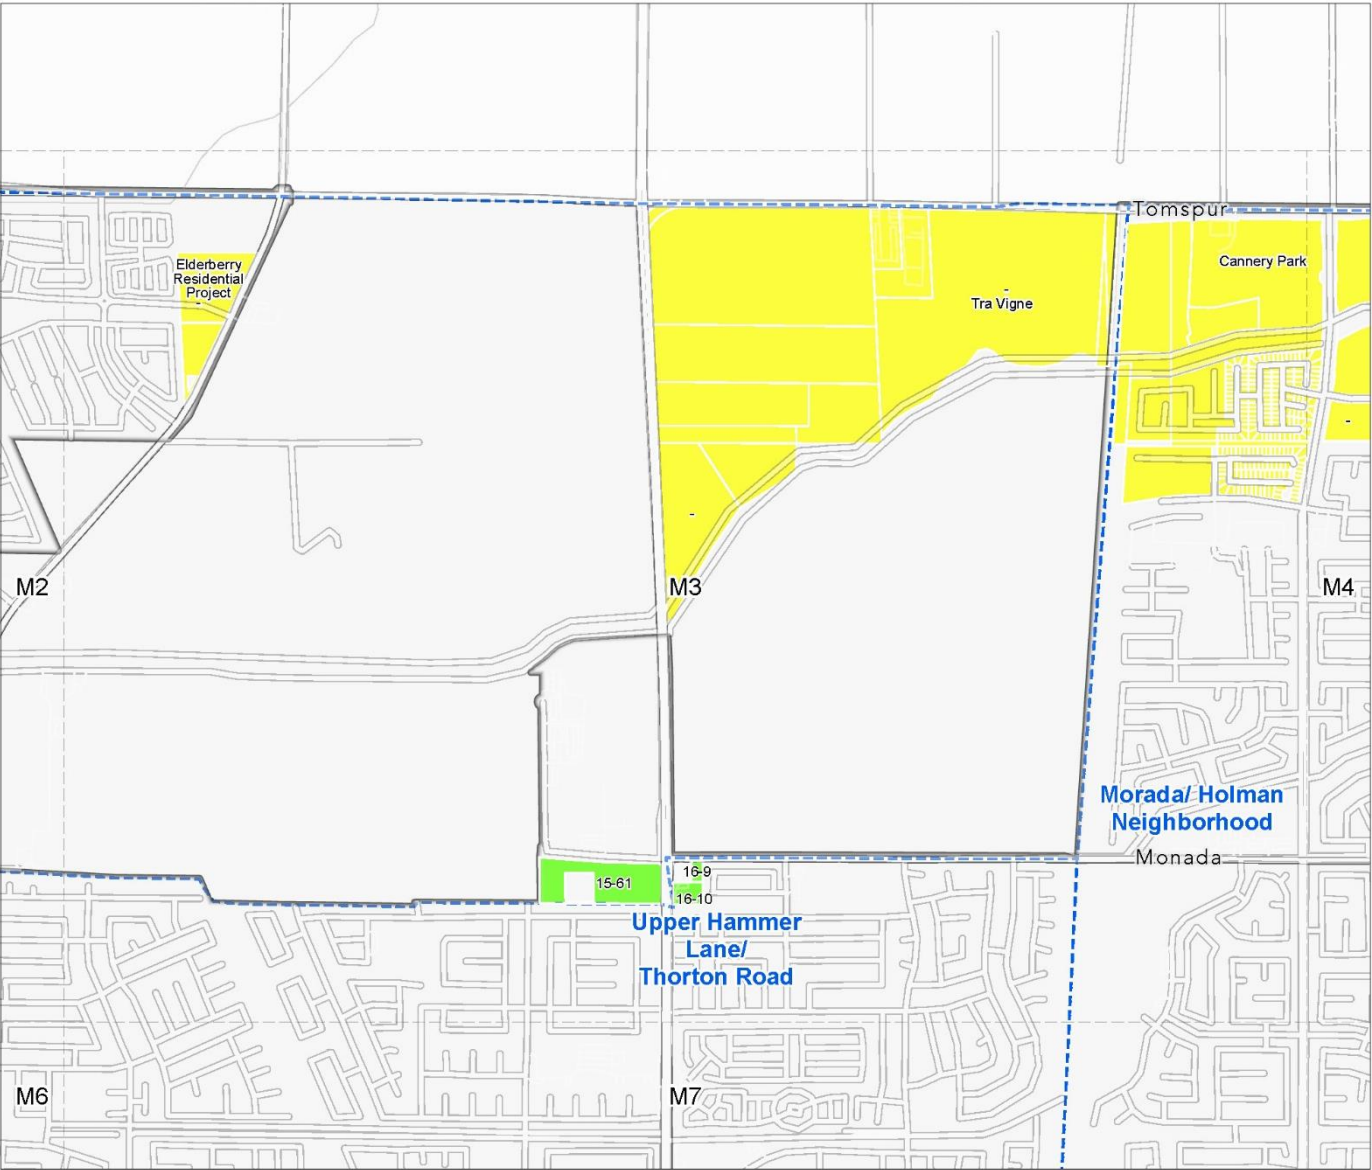 Tomspur
Elderberry
Residential
Project
-
Cannery Park
-
Tra Vigne
-
-
M2
M3
M4
Morada/ Holman
Neighborhood
Monada
15-61
16-9
16-10
Upper Hammer
Lane/
Thorton Road
M6
M7